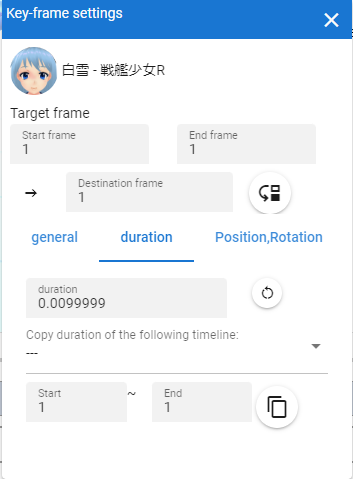 Key-frame settings
白雪 - 戦艦少女R
Target frame
Start frame
1
End frame
1
Destination frame
1
general duration Position,Rotation
duration
0.0099999
Copy duration of the following timeline:
---
Start
1
~
End
1